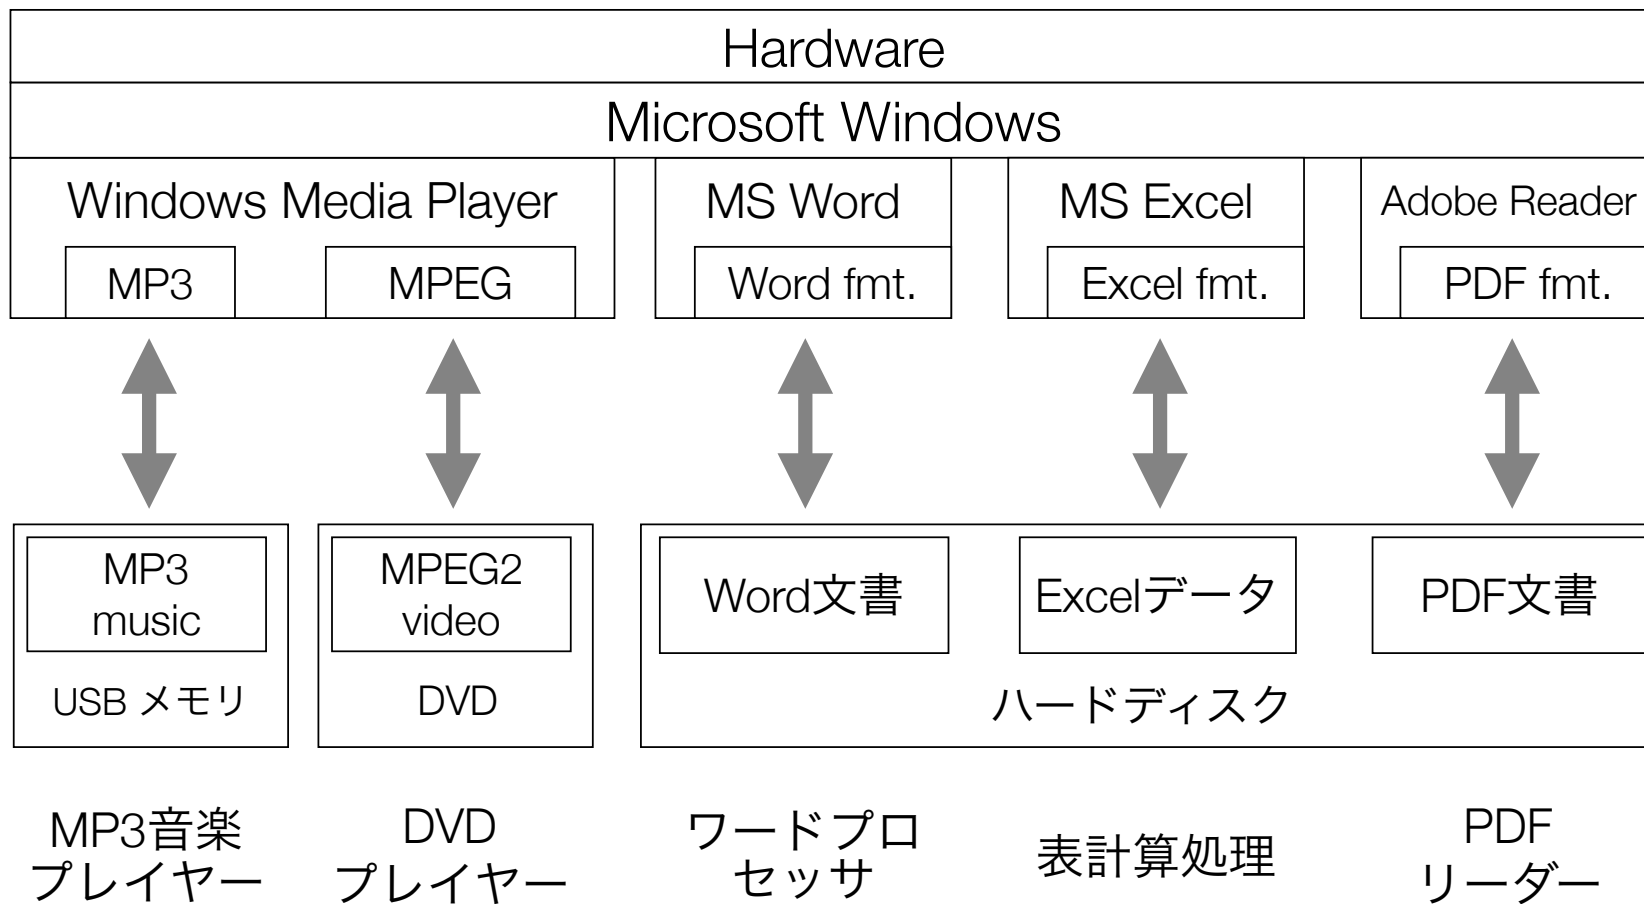 Hardware
Microsoft Windows
Windows Media Player
MS Word
MS Excel
Adobe Reader
MP3
MPEG
Word fmt.
Excel fmt.
PDF fmt.
MP3
music
MPEG2
video
Word文書
Excelデータ
PDF文書
USB メモリ
DVD
ハードディスク
MP3音楽
プレイヤー
DVD
プレイヤー
ワードプロ
セッサ
表計算処理
PDF
リーダー